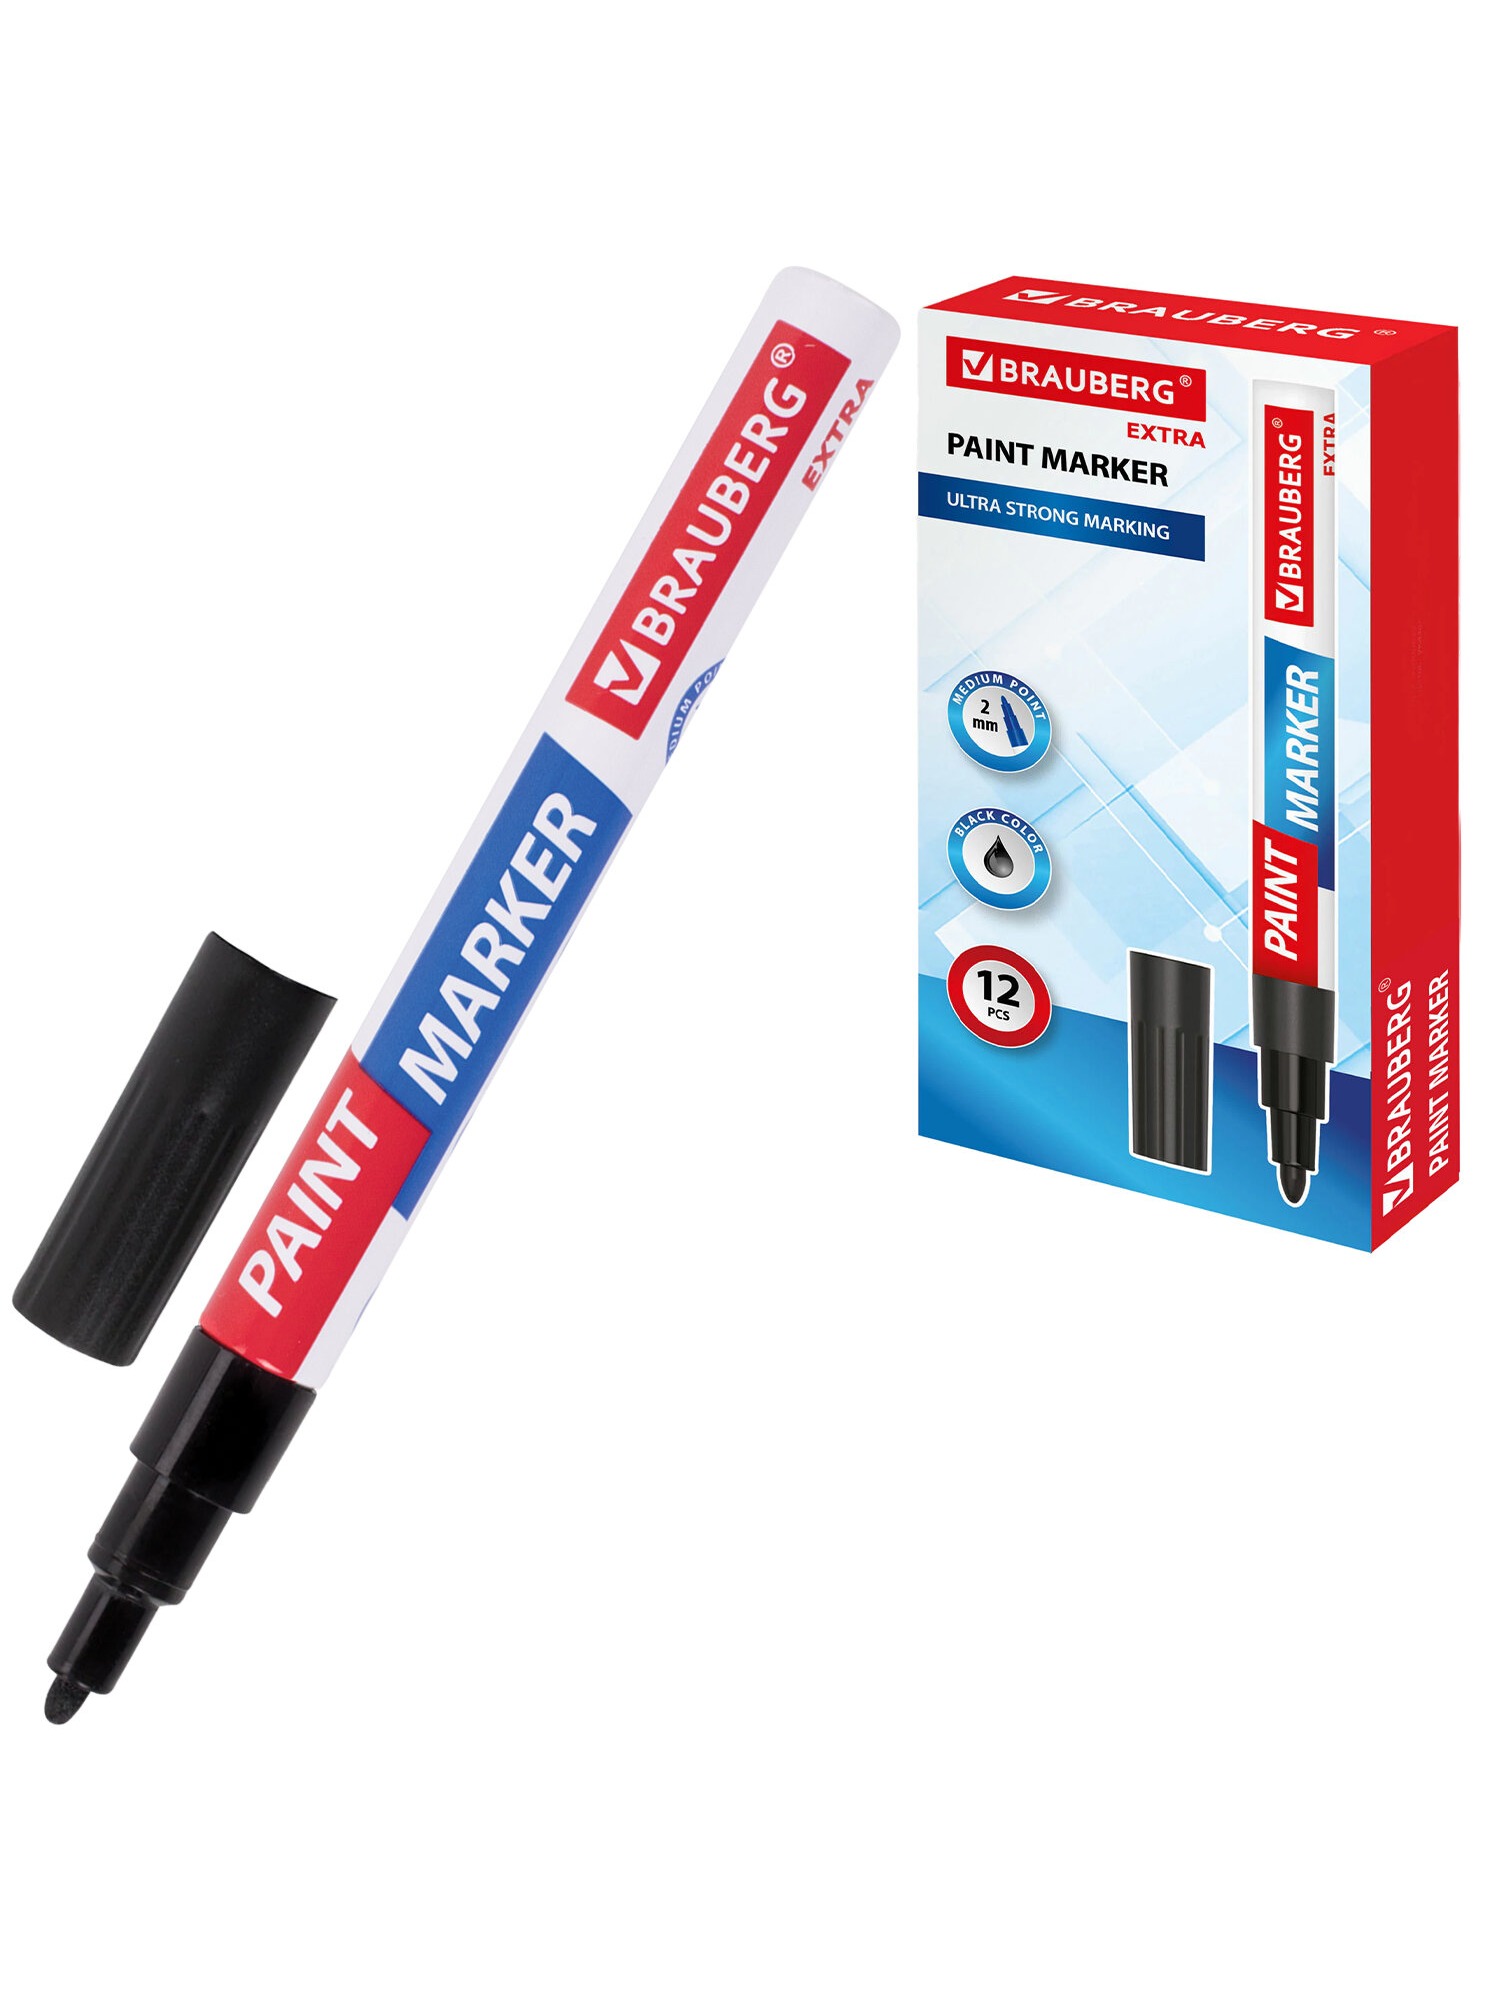 BRAUBERG®
EXTRA
MARKER
PAINT
BRAUBERG®
BRAUBERG®
EXTRA
PAINT MARKER
ULTRA STRONG MARKING
MEDIUM POINT
2
mm
BLACK COLOR
12
PCS
BRAUBERG®
EXTRA
MARKER
PAINT
BRAUBERG®
PAINT MARKER